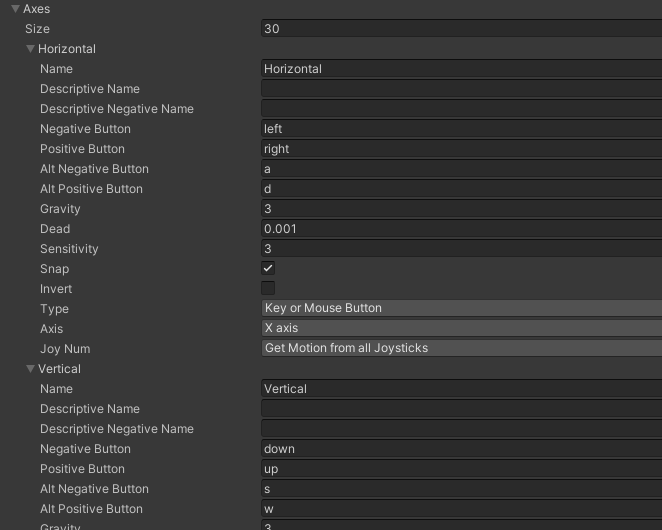 Axes
Size 30
Horizontal
Name Horizontal
Descriptive Name
Descriptive Negative Name
Negative Button left
Positive Button right
Alt Negative Button a
Alt Positive Button d
Gravity 3
Dead 0.001
Sensitivity 3
Snap
Invert
Type Key or Mouse Button
Axis X axis
Joy Num Get Motion from all Joysticks
Vertical
Name Vertical
Descriptive Name
Descriptive Negative Name
Negative Button down
Positive Button up
Alt Negative Button s
Alt Positive Button w
Gravity 3